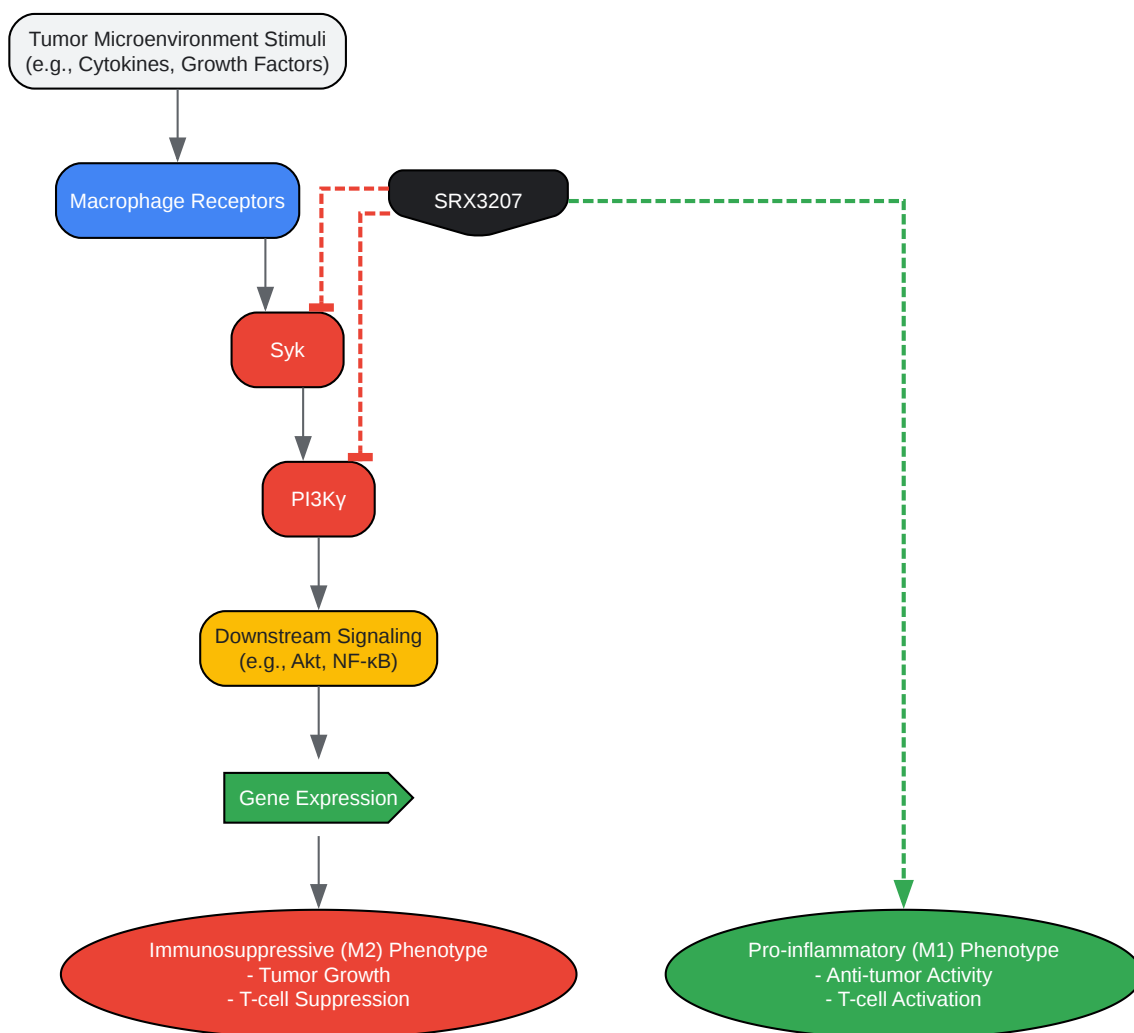 Tumor Microenvironment Stimuli
(e.g., Cytokines, Growth Factors)
Macrophage Receptors
SRX3207
Syk
PI3Kγ
Downstream Signaling
(e.g., Akt, NF-κB)
Gene Expression
Immunosuppressive (M2) Phenotype
- Tumor Growth
- T-cell Suppression
Pro-inflammatory (M1) Phenotype
- Anti-tumor Activity
- T-cell Activation